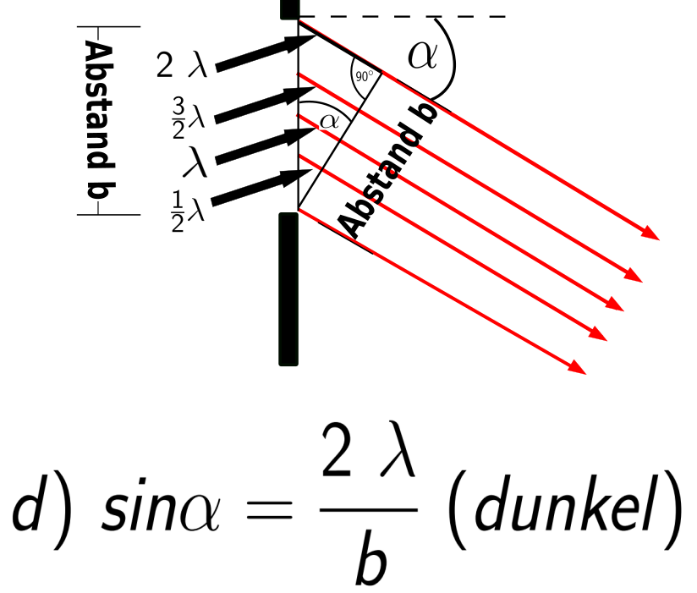 Abstand b
2 λ
3/2 λ
λ
1/2 λ
α
90°
α
Abstand b
d) sinα = 2 λ / b (dunkel)